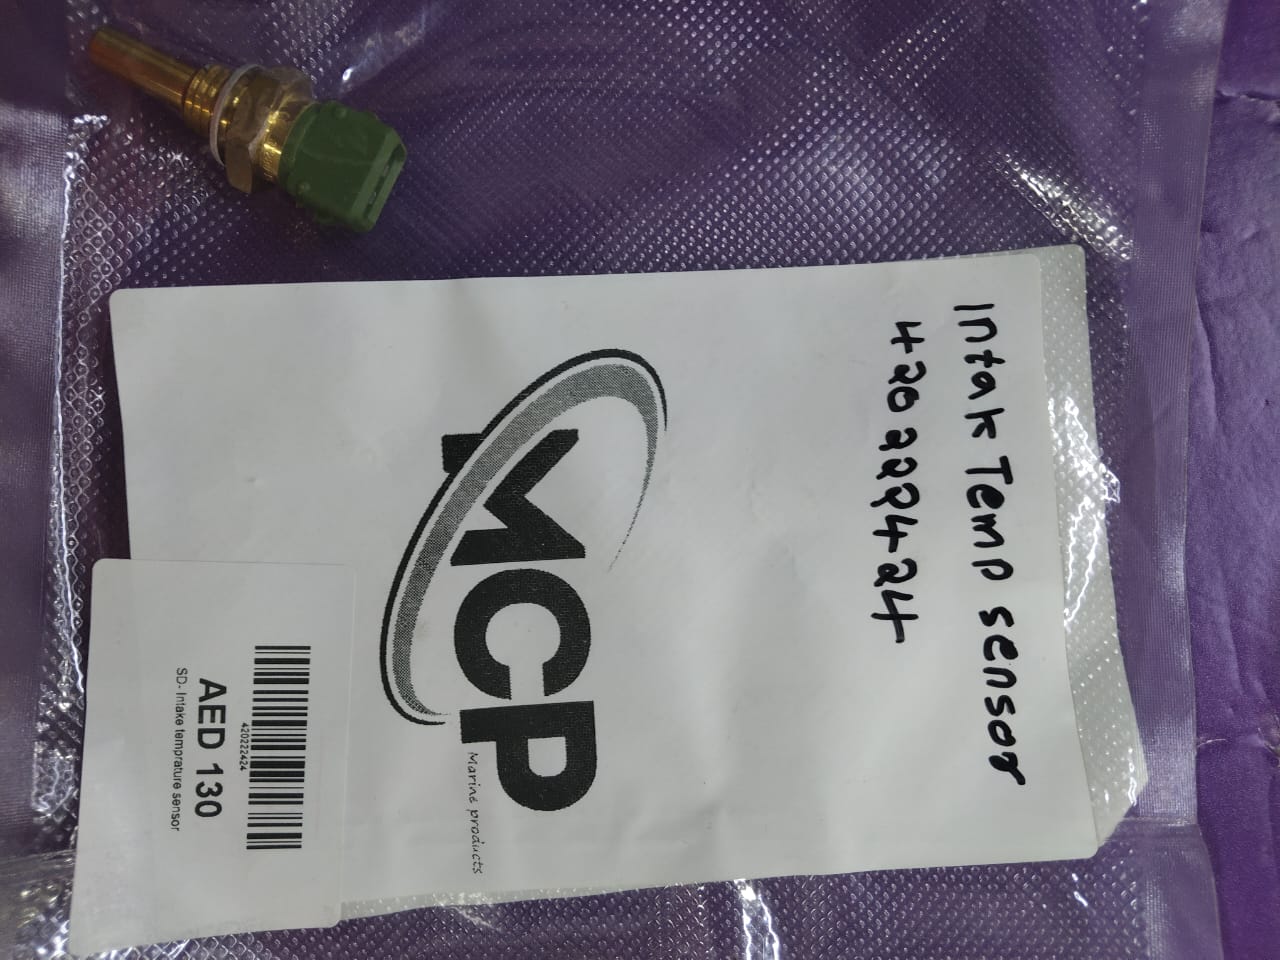 Intak Temp sensor
420222424
MCP
Marine products
420222424
AED 130
SD- Intake temprature sensor